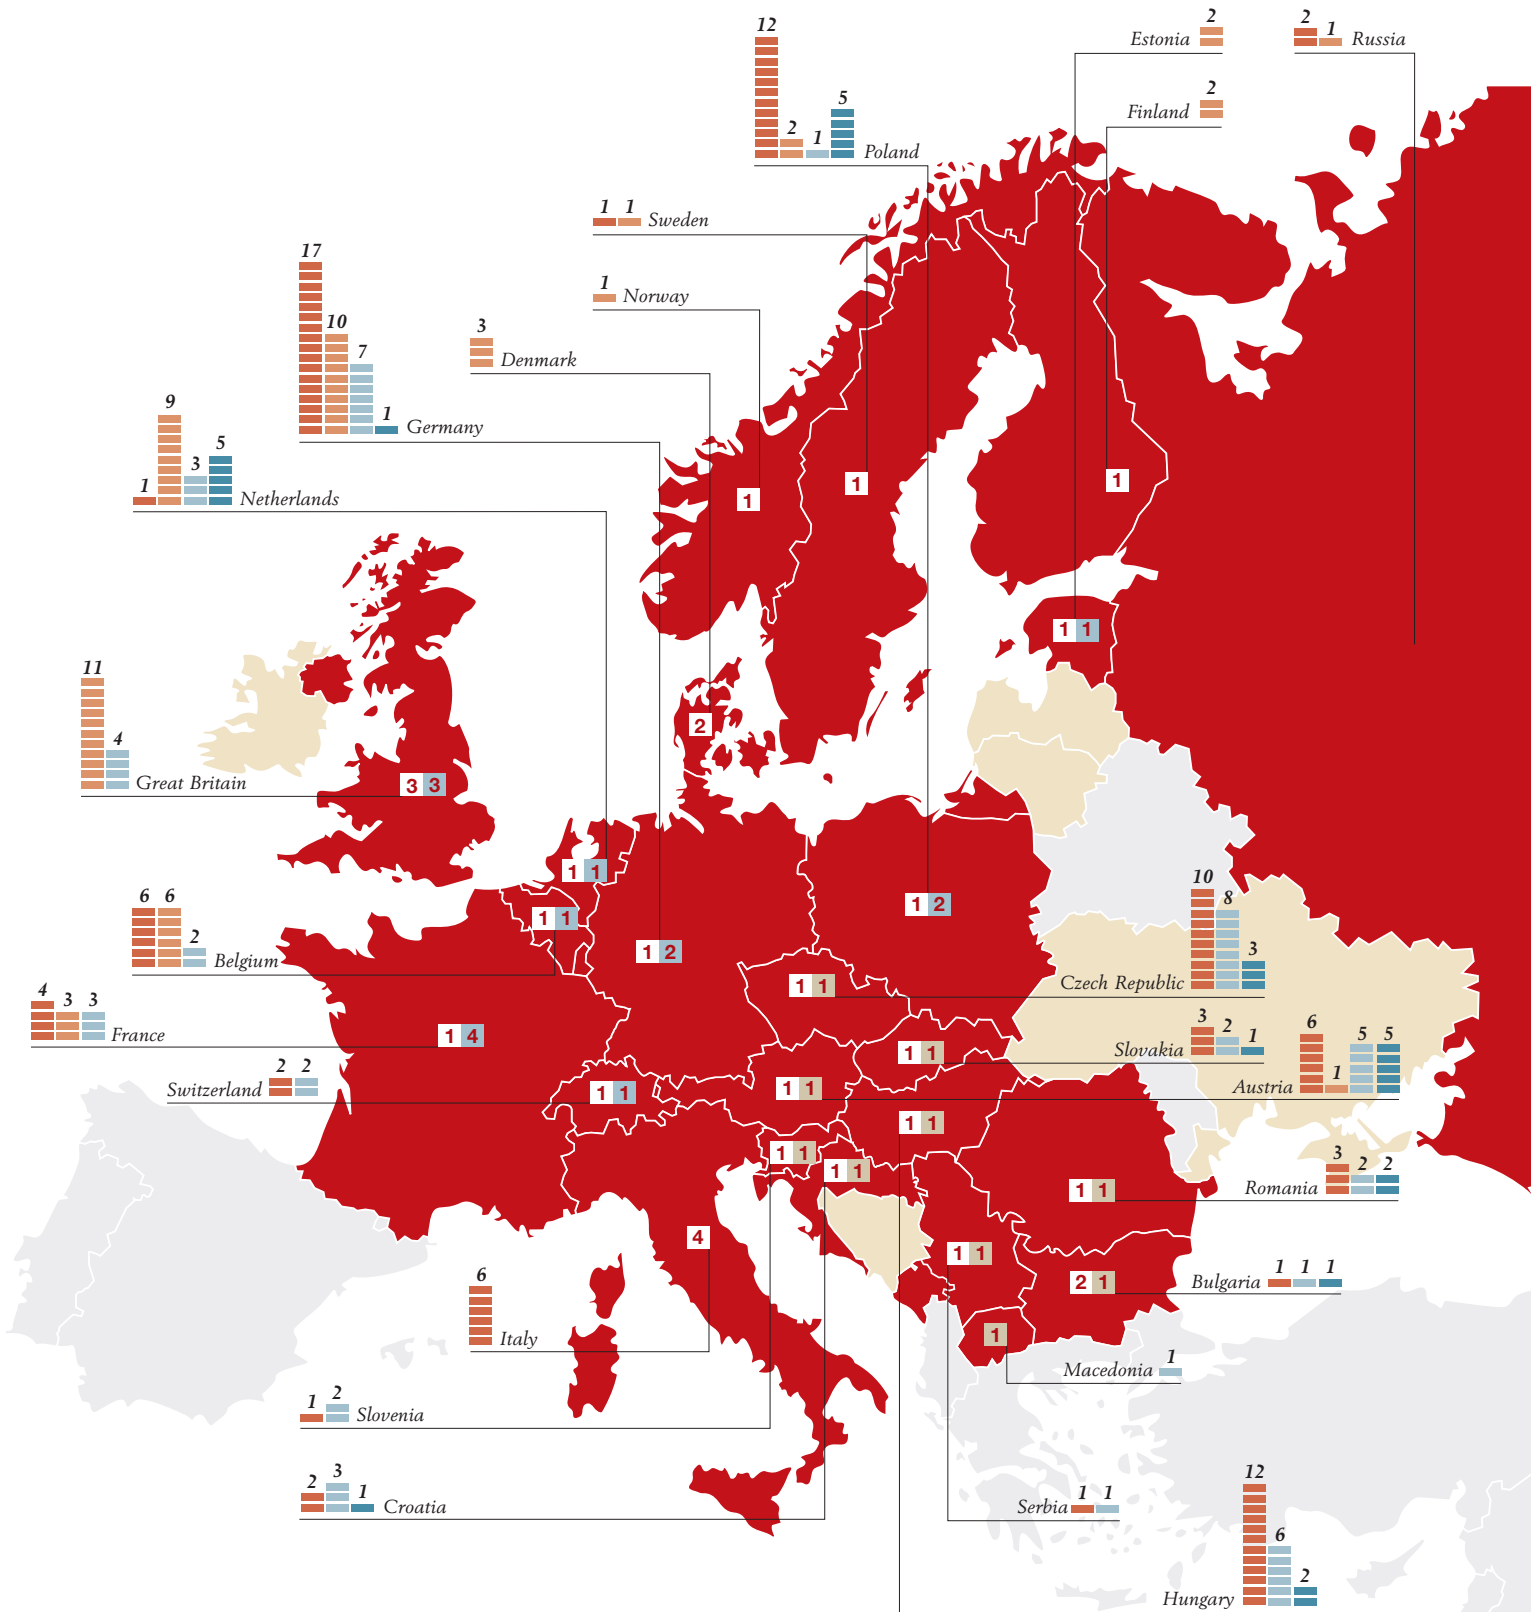 2
Estonia
2 1
Russia
12 2 1 5
Poland
2
Finland
1 1
Sweden
17 10 7 1
Germany
1
Norway
3
Denmark
1 9 3 5
Netherlands
1
1
1
1 1
11 4
Great Britain
2
3 3
1 1
6 6 2
Belgium
1 1
1 2
10 8 3
Czech Republic
1 2
1 1
4 3 3
France
1 4
3 2 1
Slovakia
1 1
6 1 5 5
Austria
2 2
Switzerland
1 1
1 1
1 1
1 1
1 1
3 2 2
Romania
1 1
4
1 1
2 1
1 1 1
Bulgaria
6
Italy
1
1
Macedonia
1 2
Slovenia
2 3 1
Croatia
1 1
Serbia
12 6 2
Hungary